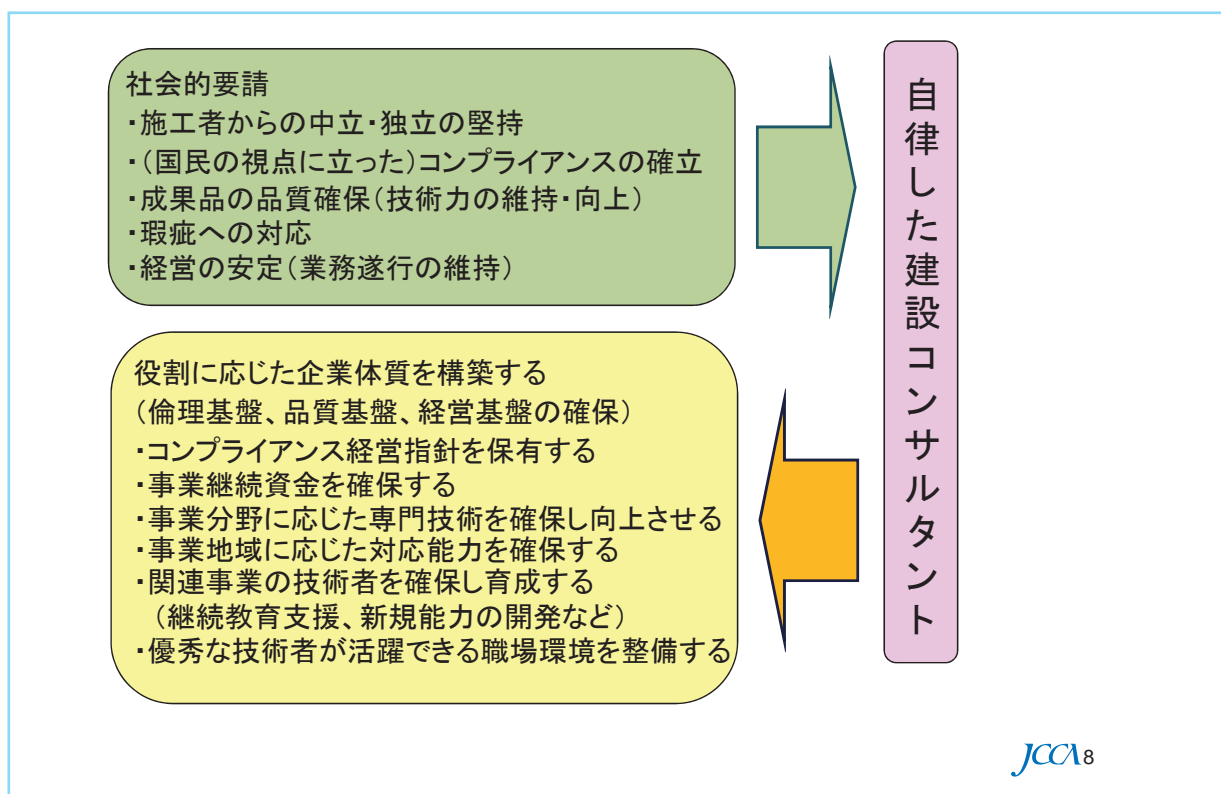 社会的要請
・施工者からの中立・独立の堅持
・(国民の視点に立った)コンプライアンスの確立
・成果品の品質確保(技術力の維持・向上)
・瑕疵への対応
・経営の安定(業務遂行の維持)
役割に応じた企業体質を構築する
(倫理基盤、品質基盤、経営基盤の確保)
・コンプライアンス経営指針を保有する
・事業継続資金を確保する
・事業分野に応じた専門技術を確保し向上させる
・事業地域に応じた対応能力を確保する
・関連事業の技術者を確保し育成する
(継続教育支援、新規能力の開発など)
・優秀な技術者が活躍できる職場環境を整備する
自律した建設コンサルタント
JCCA 8